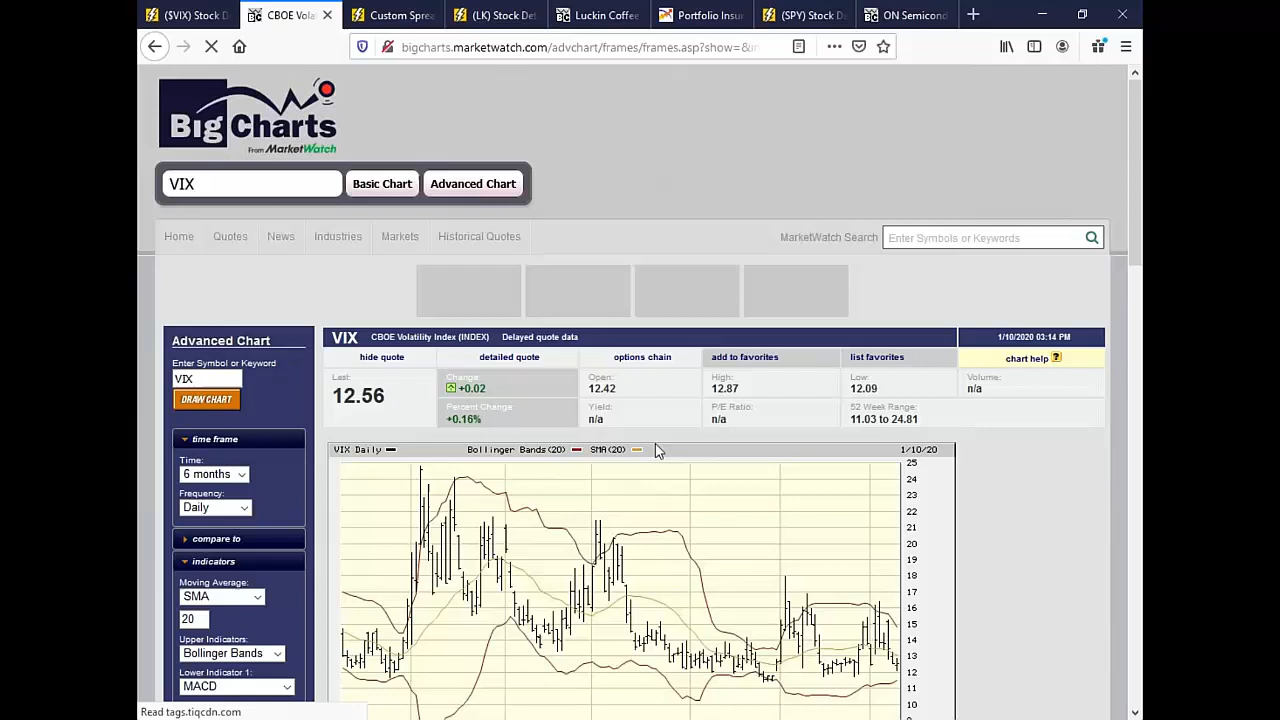 ($VIX) Stock D
CBOE Vola
Custom Spre
(LK) Stock De
Luckin Coffee
Portfolio Insu
(SPY) Stock D
ON Semicond
bigcharts.marketwatch.com/advchart/frames/frames.asp?show=&
BigCharts
From MarketWatch
VIX
Basic Chart
Advanced Chart
Home Quotes News Industries Markets Historical Quotes
MarketWatch Search
Enter Symbols or Keywords
Advanced Chart
Enter Symbol or Keyword
VIX
DRAW CHART
time frame
Time:
6 months
Frequency:
Daily
compare to
indicators
Moving Average:
SMA
20
Upper Indicators:
Bollinger Bands
Lower Indicator 1:
MACD
VIX CBOE Volatility Index (INDEX) Delayed quote data 1/10/2020 03:14 PM
hide quote detailed quote options chain add to favorites list favorites chart help ?
Last: Change: Open: High: Low: Volume:
12.56 +0.02 12.42 12.87 12.09 n/a
Percent Change: Yield: P/E Ratio: 52 Week Range:
+0.16% n/a n/a 11.03 to 24.81
VIX Daily Bollinger Bands(20) SMA(20) 1/10/20
25
24
23
22
21
20
19
18
17
16
15
14
13
12
11
10
9
Read tags.tiqcdn.com